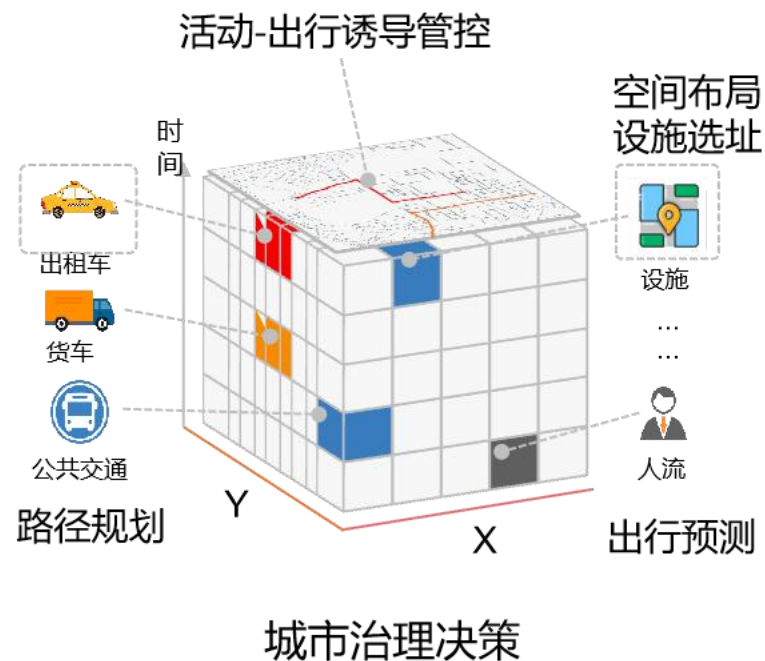 活动-出行诱导管控
空间布局
设施选址
时
间
出租车
设施
货车
...
...
公共交通
人流
路径规划
Y
X
出行预测
城市治理决策